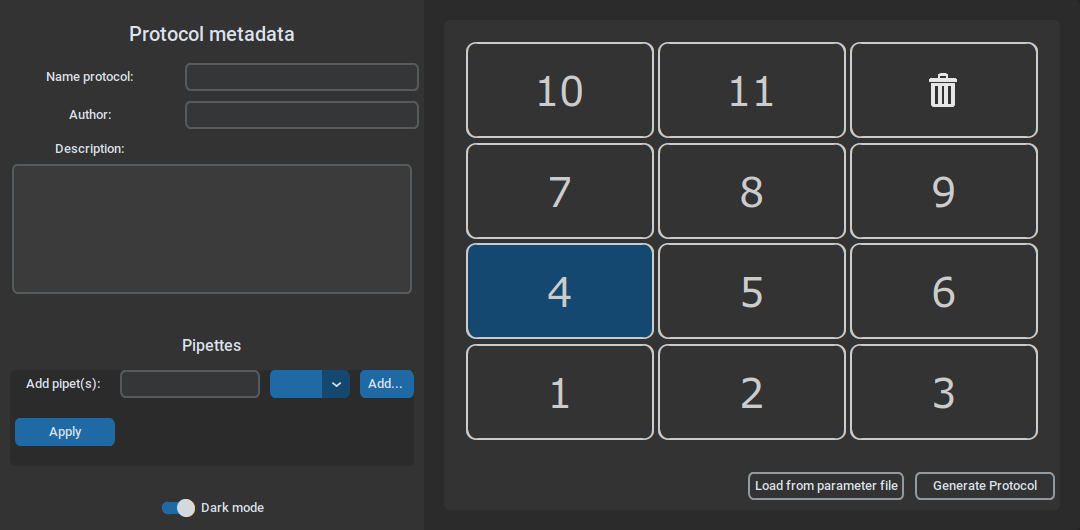 Protocol metadata
Name protocol:
Author:
Description:
Pipettes
Add pipet(s):
Add...
Apply
Dark mode
10 11
7 8 9
4 5 6
1 2 3
Load from parameter file
Generate Protocol